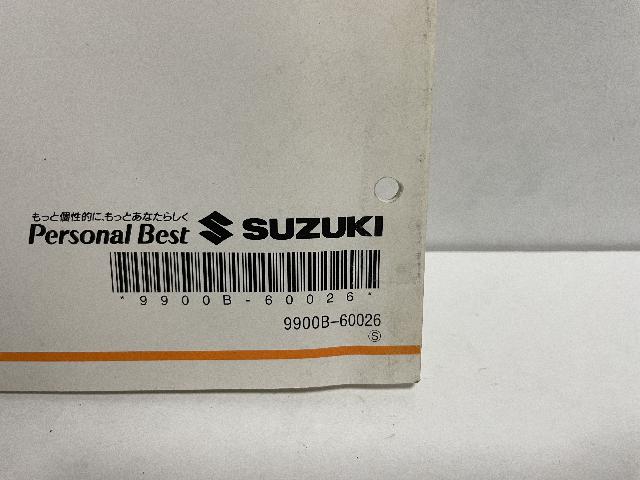 もっと個性的に、もっとあなたらしく
Personal Best SUZUKI
*9900B-60026*
9900B-60026
Ⓢ